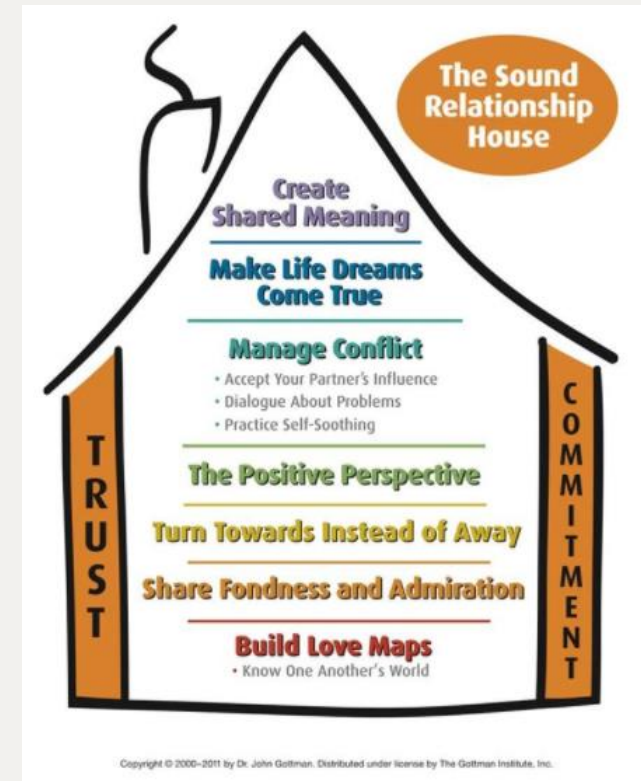 The Sound
Relationship
House
Create
Shared Meaning
Make Life Dreams
Come True
Manage Conflict
• Accept Your Partner's Influence
• Dialogue About Problems
• Practice Self-Soothing
The Positive Perspective
Turn Towards Instead of Away
Share Fondness and Admiration
Build Love Maps
• Know One Another's World
TRUST
COMMITMENT
Copyright © 2000–2011 by Dr. John Gottman. Distributed under license by The Gottman Institute, Inc.